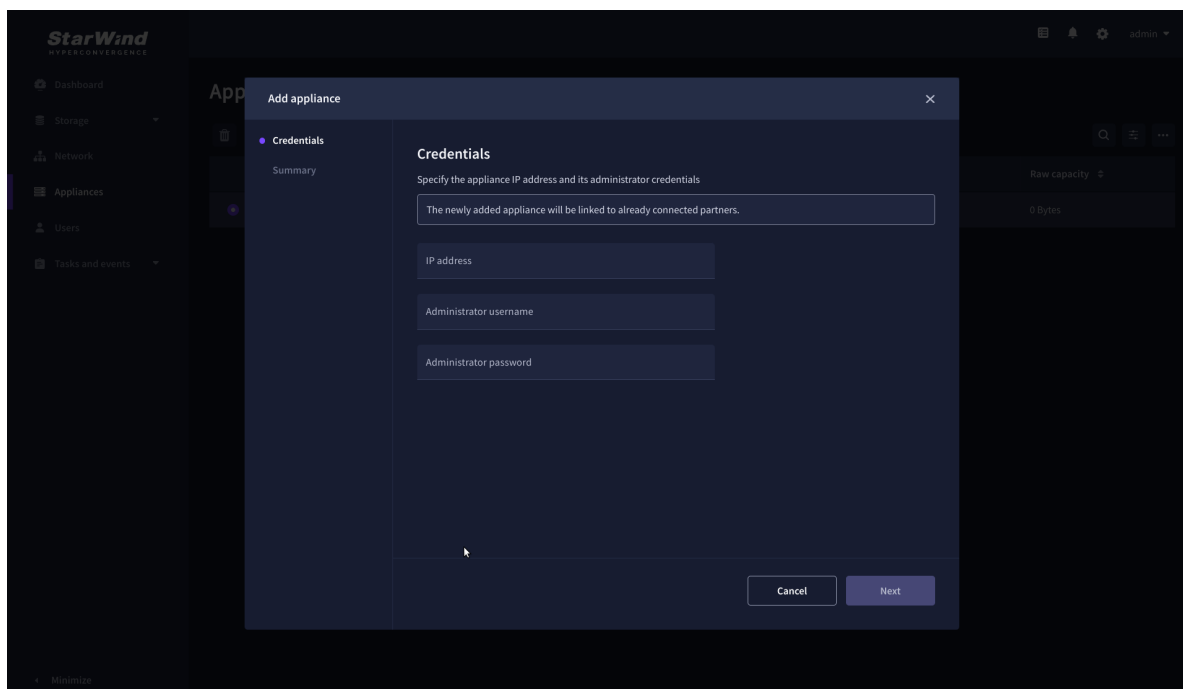 StarWind
HYPERCONVERGENCE
admin
Dashboard
Storage
Network
Appliances
Users
Tasks and events
Minimize
App
Raw capacity
0 Bytes
Add appliance
Credentials
Summary
Credentials
Specify the appliance IP address and its administrator credentials
The newly added appliance will be linked to already connected partners.
IP address
Administrator username
Administrator password
Cancel
Next